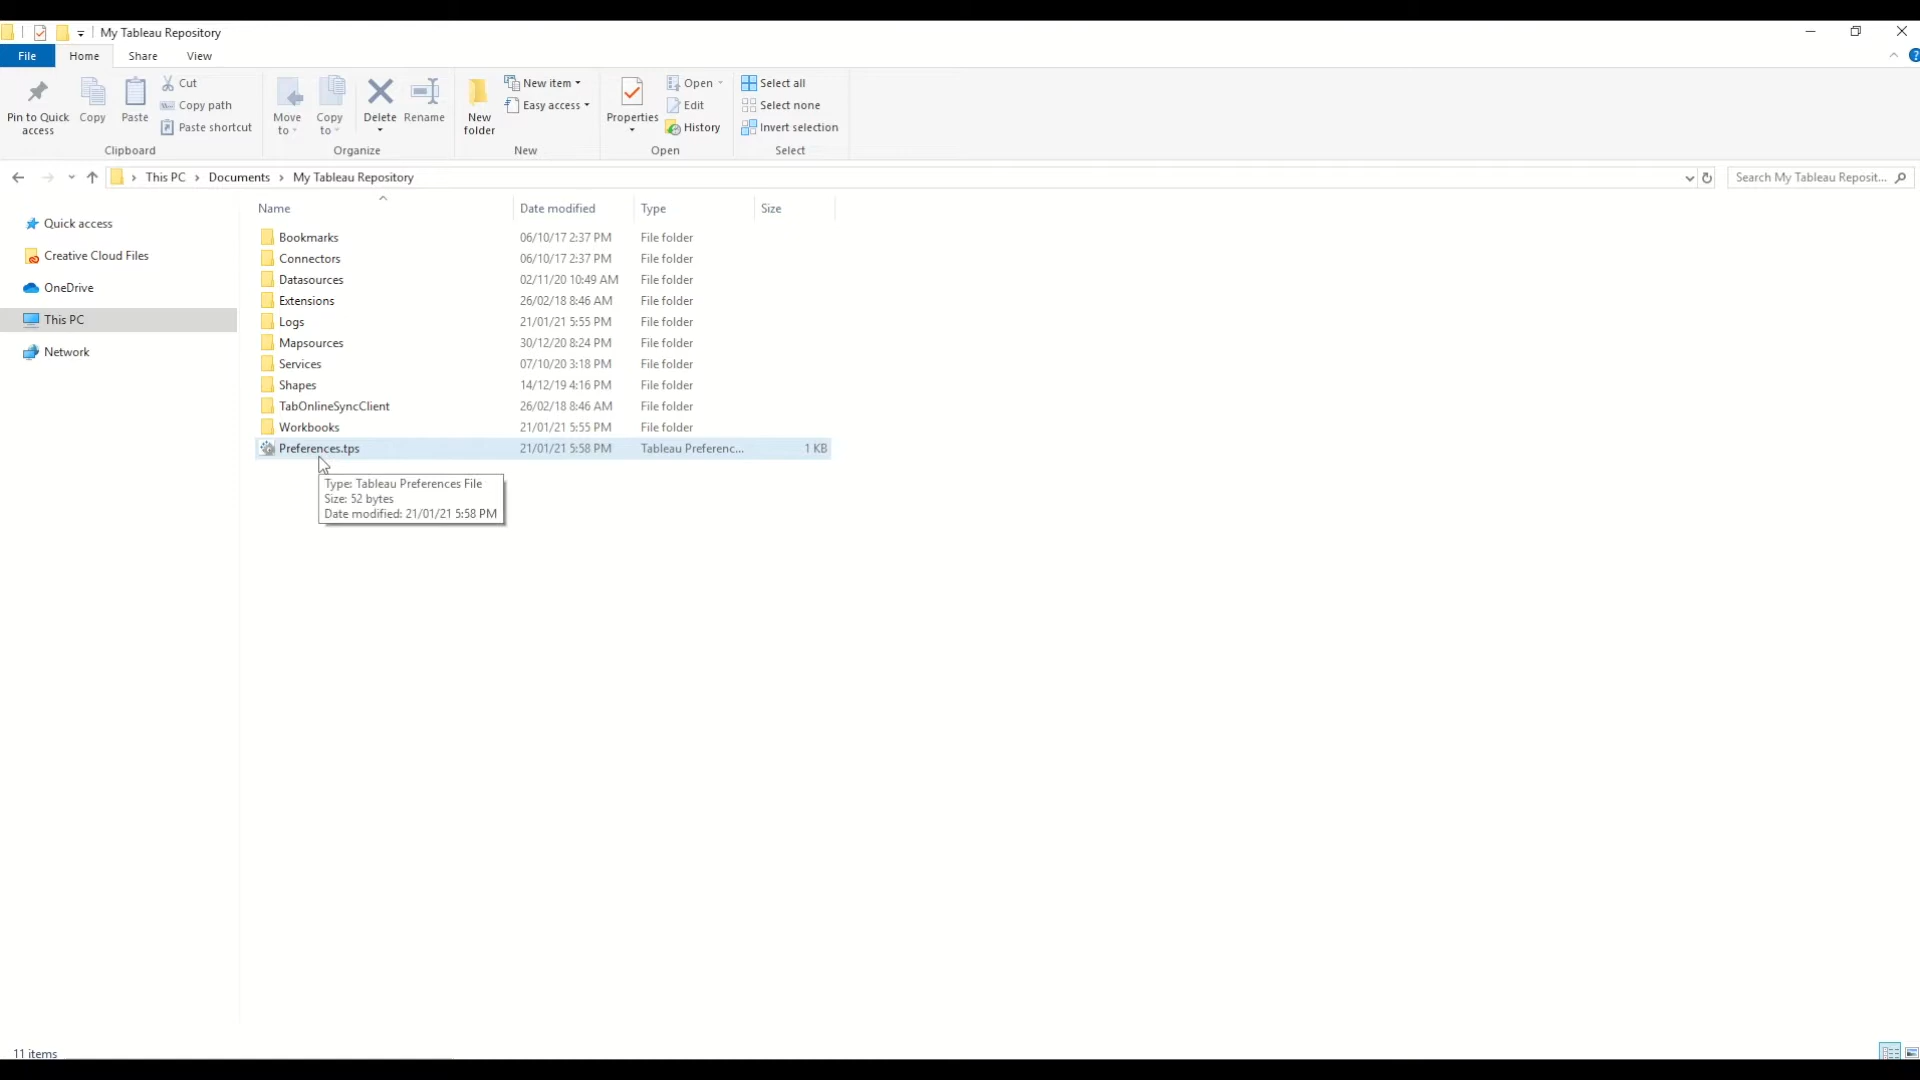 My Tableau Repository
File Home Share View
Pin to Quick access
Copy
Paste
Cut
Copy path
Paste shortcut
Clipboard
Move to
Copy to
Delete
Rename
Organize
New folder
New item
Easy access
New
Properties
Open
Edit
History
Open
Select all
Select none
Invert selection
Select
This PC > Documents > My Tableau Repository
Search My Tableau Reposit...
Quick access
Creative Cloud Files
OneDrive
This PC
Network
Name Date modified Type Size
Bookmarks 06/10/17 2:37 PM File folder
Connectors 06/10/17 2:37 PM File folder
Datasources 02/11/20 10:49 AM File folder
Extensions 26/02/18 8:46 AM File folder
Logs 21/01/21 5:55 PM File folder
Mapsources 30/12/20 8:24 PM File folder
Services 07/10/20 3:18 PM File folder
Shapes 14/12/19 4:16 PM File folder
TabOnlineSyncClient 26/02/18 8:46 AM File folder
Workbooks 21/01/21 5:55 PM File folder
Preferences.tps 21/01/21 5:58 PM Tableau Preferenc... 1 KB
Type: Tableau Preferences File
Size: 52 bytes
Date modified: 21/01/21 5:58 PM
11 items